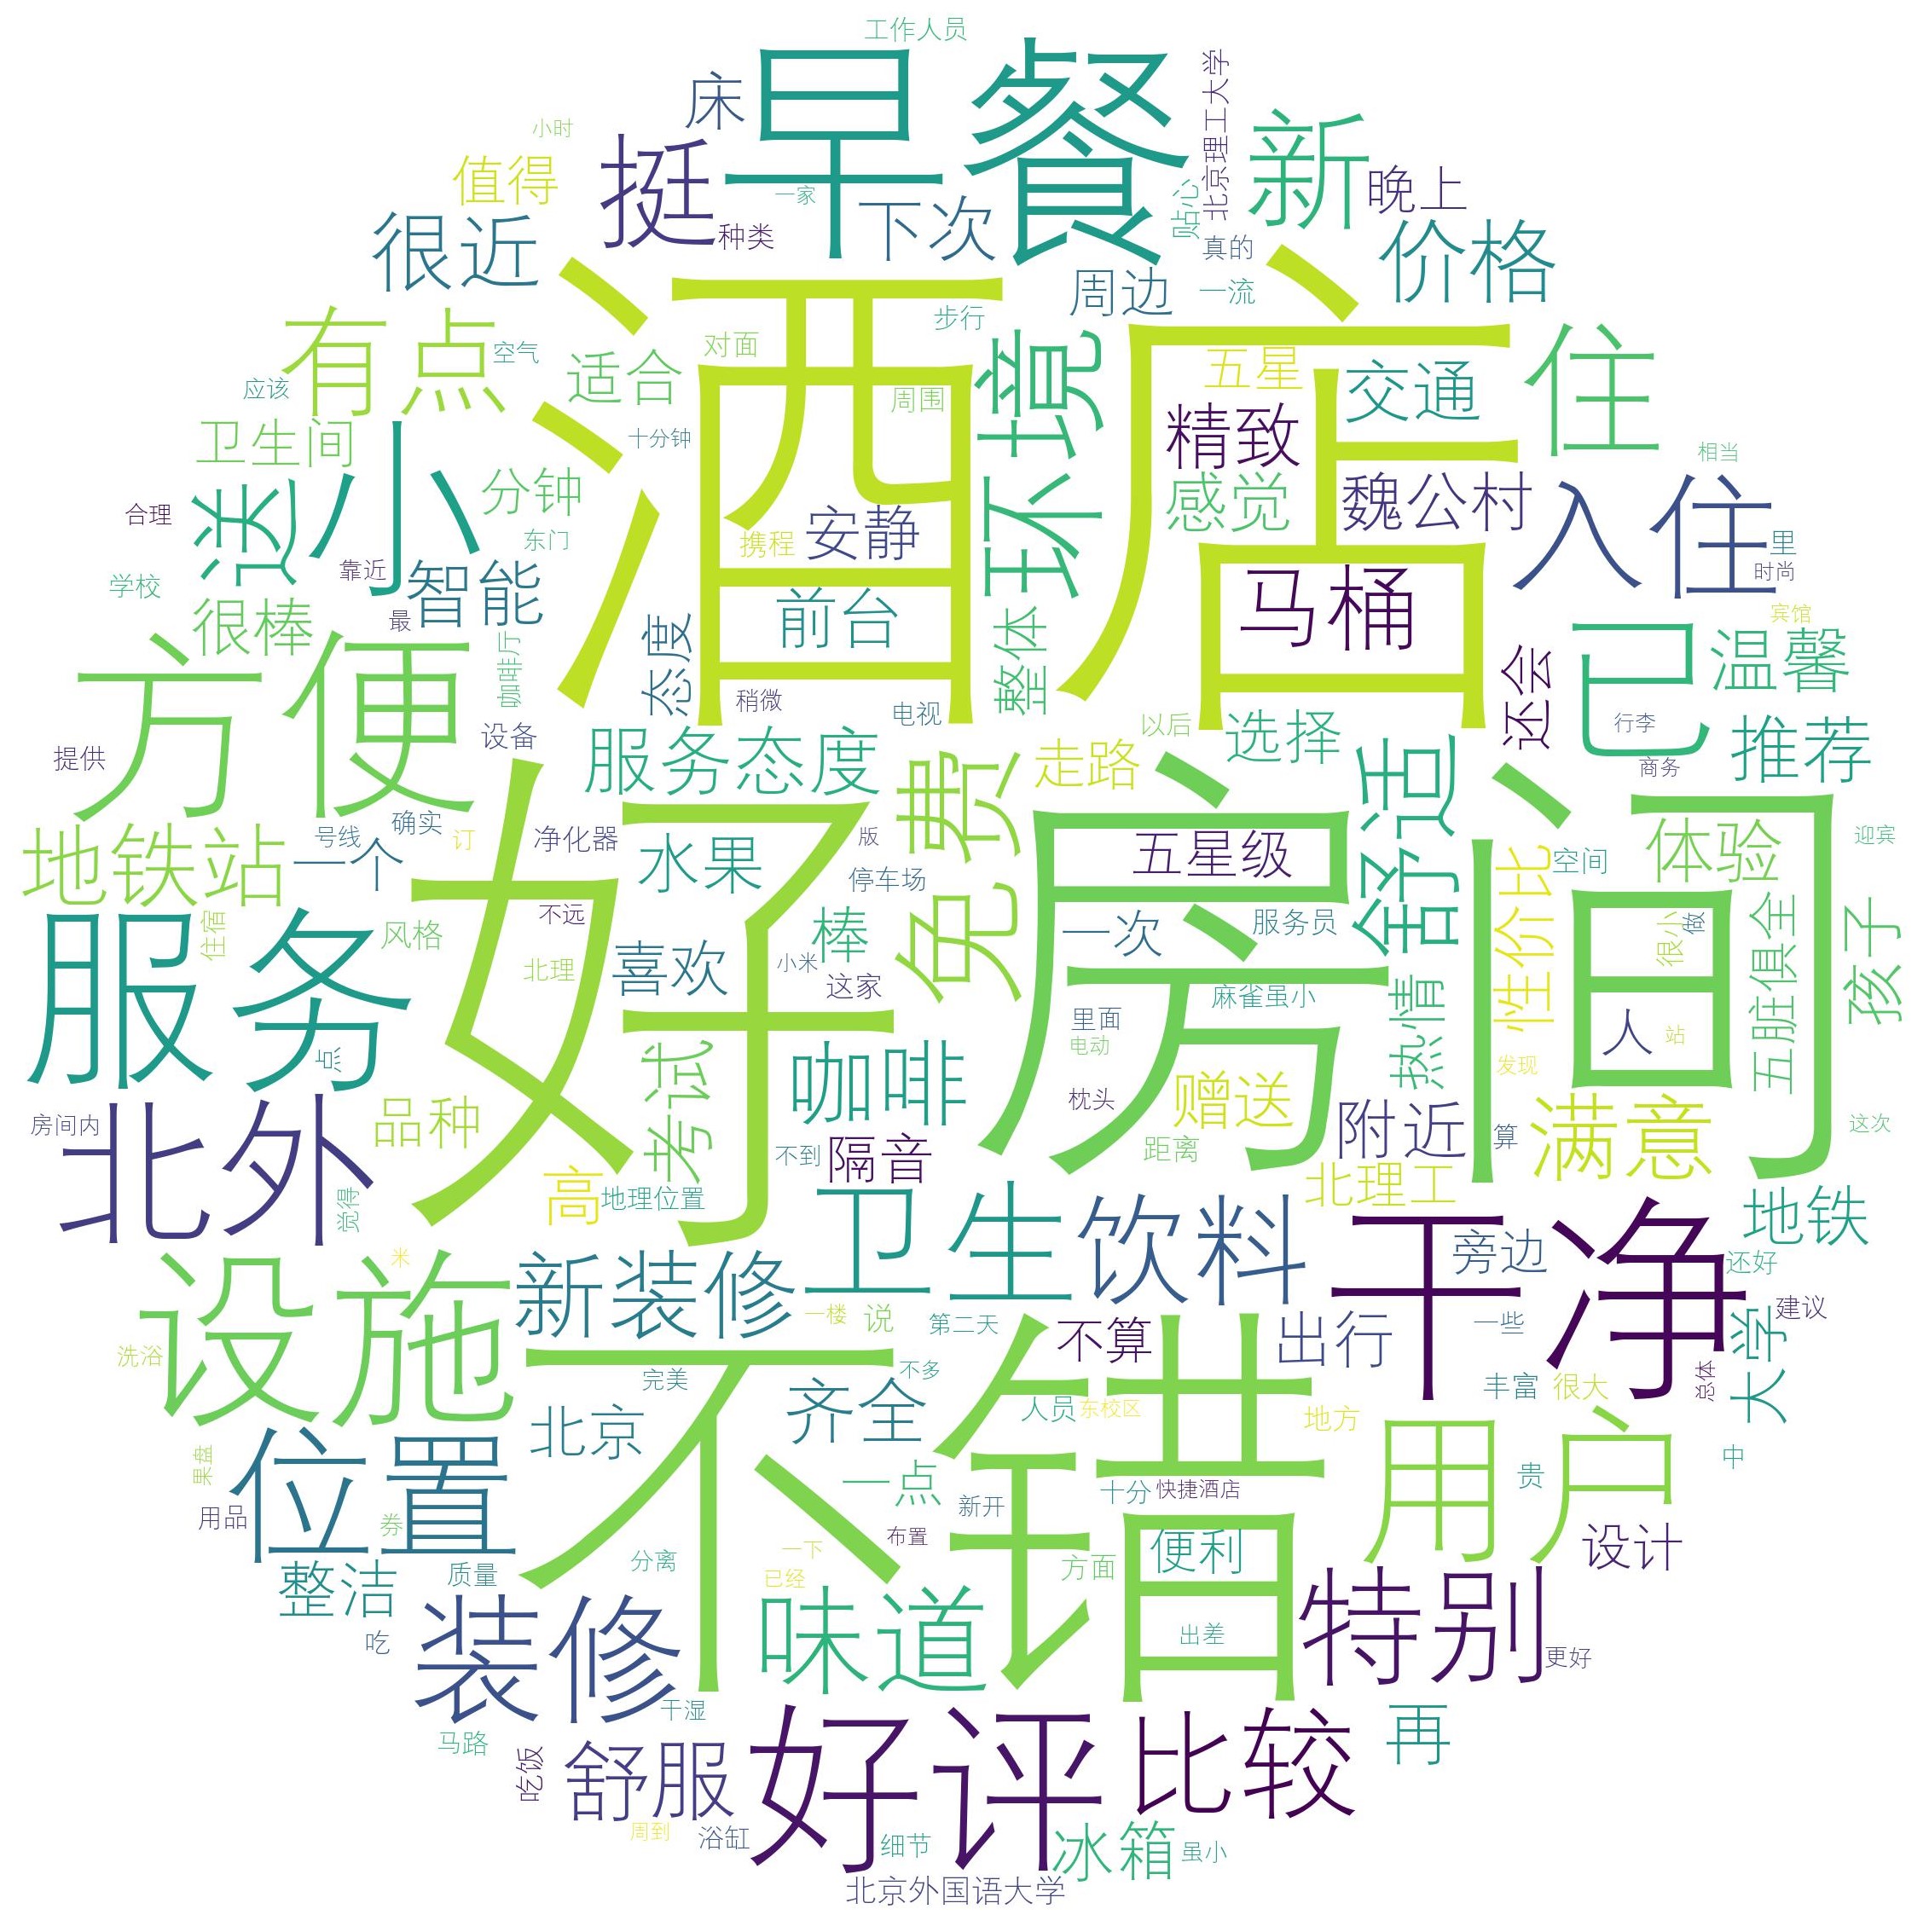 工作人员
早餐
床
北京理工大学
小时
挺
新
值得
一家
贴心
晚上
很近
种类
下次
真的
价格
周边
一流
酒店
有点
空气
适合
对面
步行
环境
五星
交通
住
应该
周围
精致
卫生间
小
十分钟
相当
送
分钟
感觉
魏公村
入住
合理
东门
携程
安静
里
靠近
学校
智能
时尚
很棒
最
前台
马桶
宾馆
方便
咖啡厅
态度
整体
还会
已
温馨
稍微
电视
行李
提供
设备
服务态度
免费
走路
以后
选择
舒适
推荐
商务
好
房间
地铁站
号线
确实
订
一个
净化器
水果
版
停车场
五星级
性价比
空间
体验
迎宾
服务
住宿
风格
不远
棒
一次
服务员
很小
做
五脏俱全
孩子
北理
喜欢
小米
这家
麻雀虽小
点
里面
电动
热情
人
站
发现
北外
房间内
品种
考试
咖啡
枕头
赠送
附近
算
满意
这次
不到
隔音
距离
觉得
高
地理位置
北理工
地铁
卫生
饮料
干净
旁边
还好
设施
米
新装修
一楼
说
第二天
不算
出行
一些
建议
大学
洗浴
不错
完美
不多
丰富
很大
总体
北京
齐全
人员
东校区
地方
用户
位置
果盘
一点
十分
快捷酒店
贵
中
用品
券
新开
布置
便利
设计
整洁
质量
分离
一下
已经
方面
特别
吃
装修
味道
出差
更好
干湿
马路
好评
比较
再
吃饭
舒服
周到
浴缸
细节
冰箱
虽小
北京外国语大学